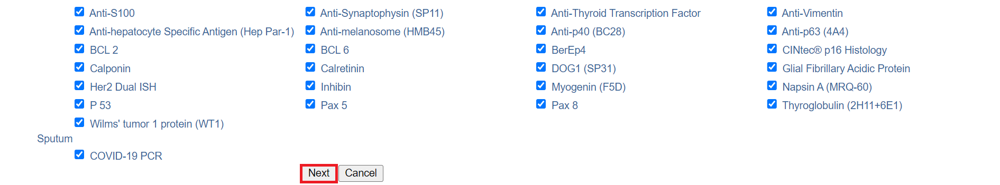 Anti-S100 Anti-Synaptophysin (SP11) Anti-Thyroid Transcription Factor Anti-Vimentin
Anti-hepatocyte Specific Antigen (Hep Par-1) Anti-melanosome (HMB45) Anti-p40 (BC28) Anti-p63 (4A4)
BCL 2 BCL 6 BerEp4 CINtec® p16 Histology
Calponin Calretinin DOG1 (SP31) Glial Fibrillary Acidic Protein
Her2 Dual ISH Inhibin Myogenin (F5D) Napsin A (MRQ-60)
P 53 Pax 5 Pax 8 Thyroglobulin (2H11+6E1)
Wilms' tumor 1 protein (WT1)
Sputum
COVID-19 PCR
Next Cancel